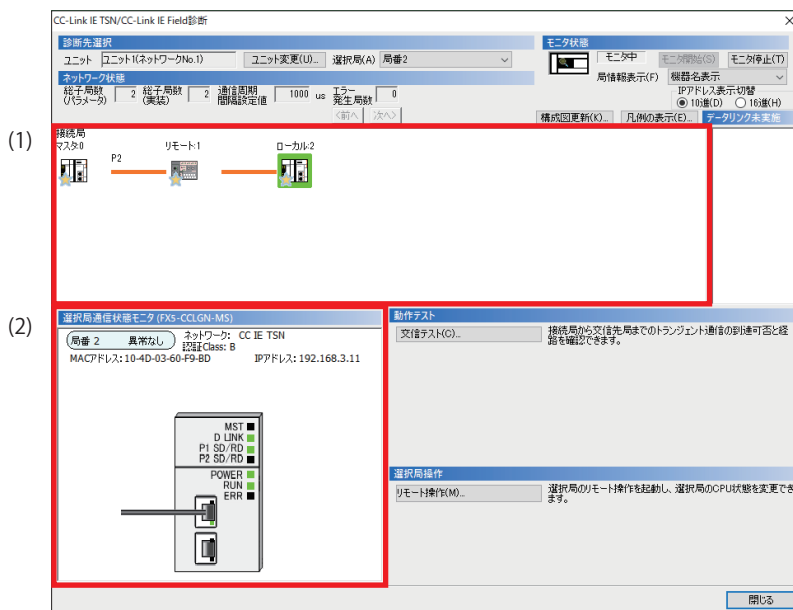 CC-Link IE TSN/CC-Link IE Field診断
診断先選択
ユニット ユニット1(ネットワークNo.1) ユニット変更(U)... 選択局(A) 局番2
モニタ状態
モニタ中 モニタ開始(S) モニタ停止(T)
局情報表示(F) 機器名表示
IPアドレス表示切替
10進(D) 16進(H)
ネットワーク状態
総子局数(パラメータ) 2 総子局数(実装) 2 通信周期間隔設定値 1000 us エラー発生局数 0
<前へ 次へ>
構成図更新(K)... 凡例の表示(E)... データリンク未実施
(1)
接続局
マスタ:0 リモート:1 ローカル:2
P2
(2)
選択局通信状態モニタ (FX5-CCLGN-MS)
局番 2 異常なし ネットワーク: CC IE TSN
認証Class: B
MACアドレス: 10-4D-03-60-F9-BD IPアドレス: 192.168.3.11
MST
D LINK
P1 SD/RD
P2 SD/RD
POWER
RUN
ERR
動作テスト
交信テスト(C)... 接続局から交信先局までのトランジェント通信の到達可否と経
路を確認できます。
選択局操作
リモート操作(M)... 選択局のリモート操作を起動し、選択局のCPU状態を変更でき
ます。
閉じる